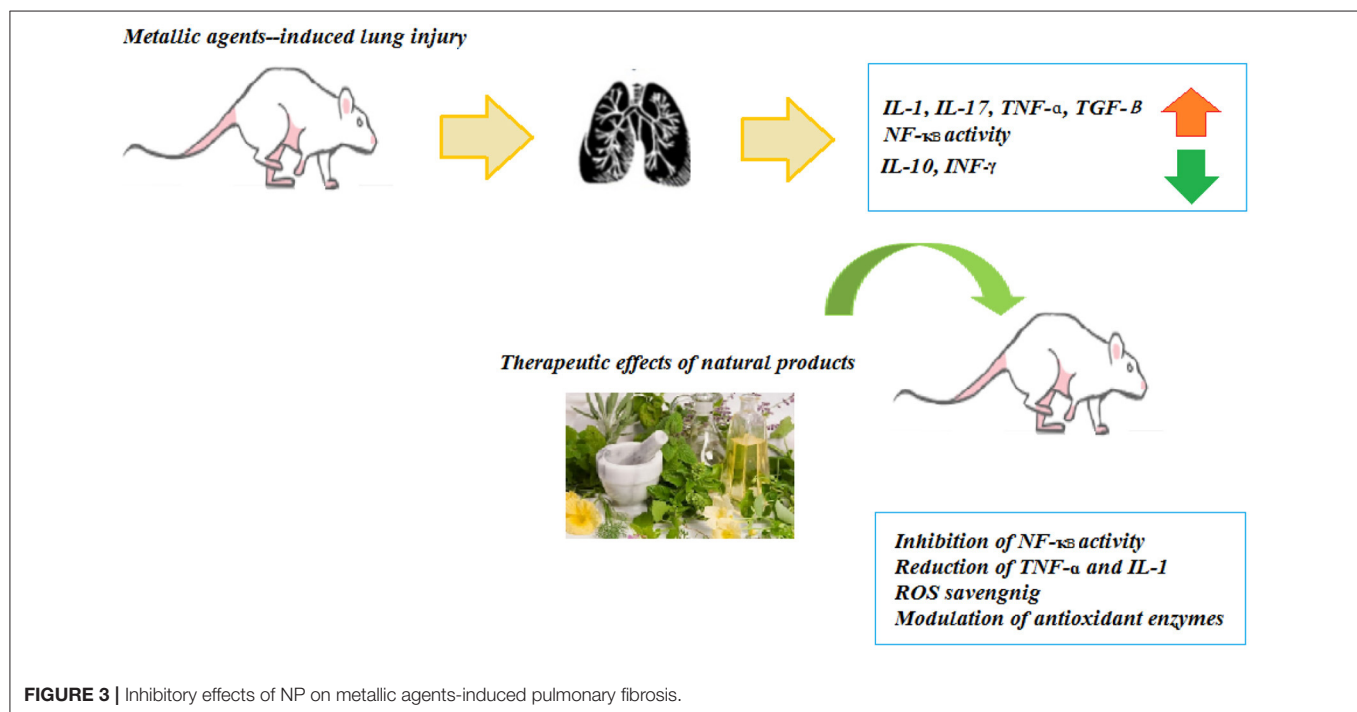 Metallic agents--induced lung injury
IL-1, IL-17, TNF-α, TGF-B
NF-κB activity
IL-10, INF-γ
Therapeutic effects of natural products
Inhibition of NF-κB activity
Reduction of TNF-α and IL-1
ROS savengnig
Modulation of antioxidant enzymes
FIGURE 3 | Inhibitory effects of NP on metallic agents-induced pulmonary fibrosis.